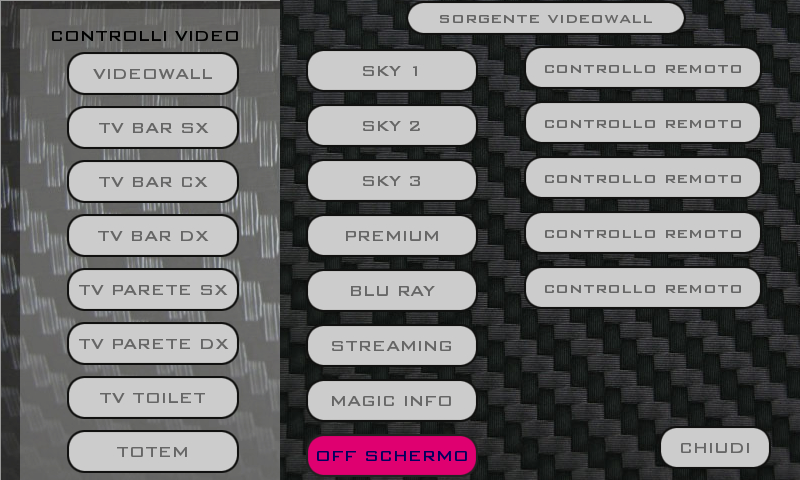 CONTROLLI VIDEO
VIDEOWALL
TV BAR SX
TV BAR CX
TV BAR DX
TV PARETE SX
TV PARETE DX
TV TOILET
TOTEM
SORGENTE VIDEOWALL
SKY 1
CONTROLLO REMOTO
SKY 2
CONTROLLO REMOTO
SKY 3
CONTROLLO REMOTO
PREMIUM
CONTROLLO REMOTO
BLU RAY
CONTROLLO REMOTO
STREAMING
MAGIC INFO
OFF SCHERMO
CHIUDI